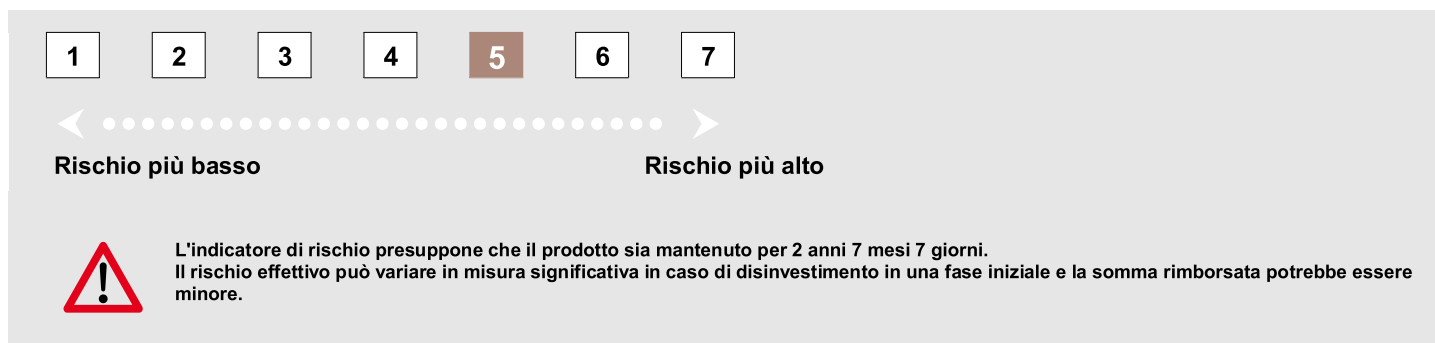 1 2 3 4 5 6 7
Rischio più basso Rischio più alto
L'indicatore di rischio presuppone che il prodotto sia mantenuto per 2 anni 7 mesi 7 giorni.
Il rischio effettivo può variare in misura significativa in caso di disinvestimento in una fase iniziale e la somma rimborsata potrebbe essere
minore.